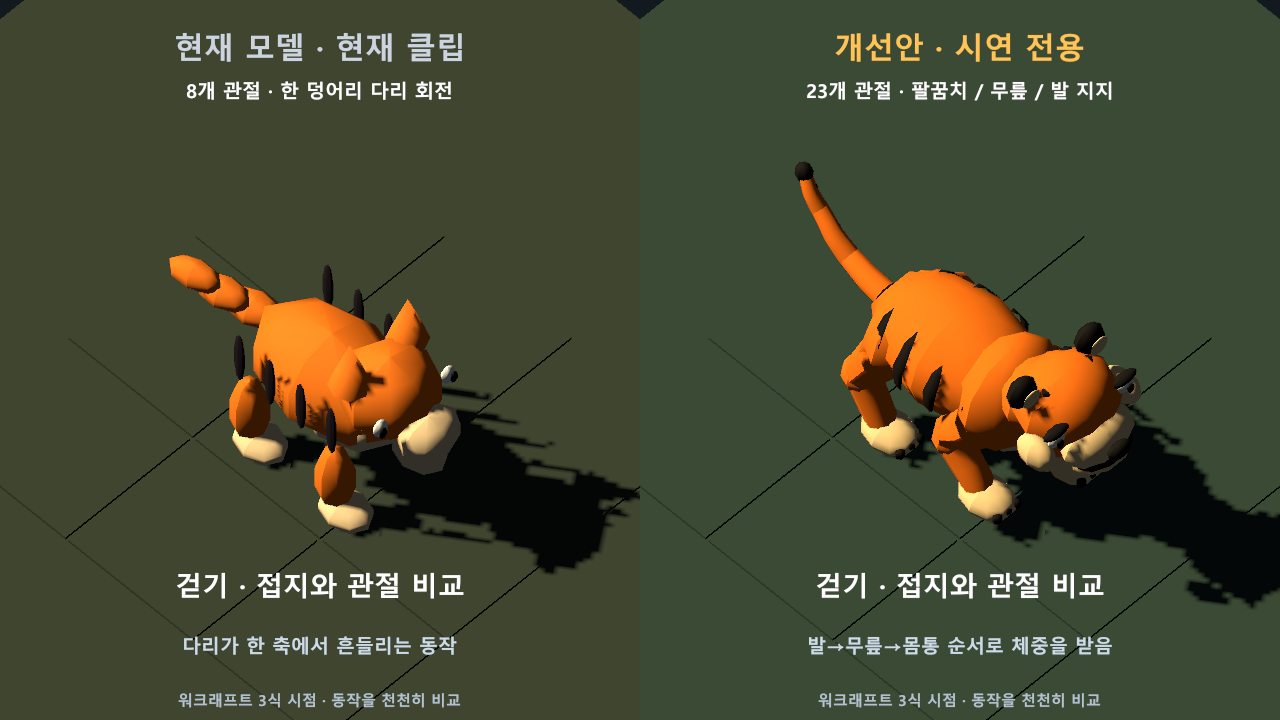 현재 모델 · 현재 클립
8개 관절 · 한 덩어리 다리 회전
걷기 · 접지와 관절 비교
다리가 한 축에서 흔들리는 동작
워크래프트 3식 시점 · 동작을 천천히 비교
개선안 · 시연 전용
23개 관절 · 팔꿈치 / 무릎 / 발 지지
걷기 · 접지와 관절 비교
발→무릎→몸통 순서로 체중을 받음
워크래프트 3식 시점 · 동작을 천천히 비교